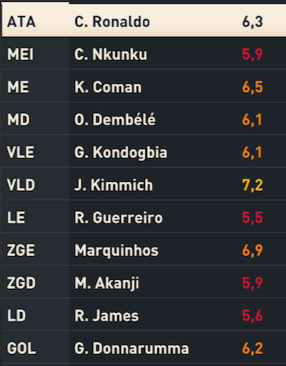 ATA C. Ronaldo 6,3
MEI C. Nkunku 5,9
ME K. Coman 6,5
MD O. Dembélé 6,1
VLE G. Kondogbia 6,1
VLD J. Kimmich 7,2
LE R. Guerreiro 5,5
ZGE Marquinhos 6,9
ZGD M. Akanji 5,9
LD R. James 5,6
GOL G. Donnarumma 6,2